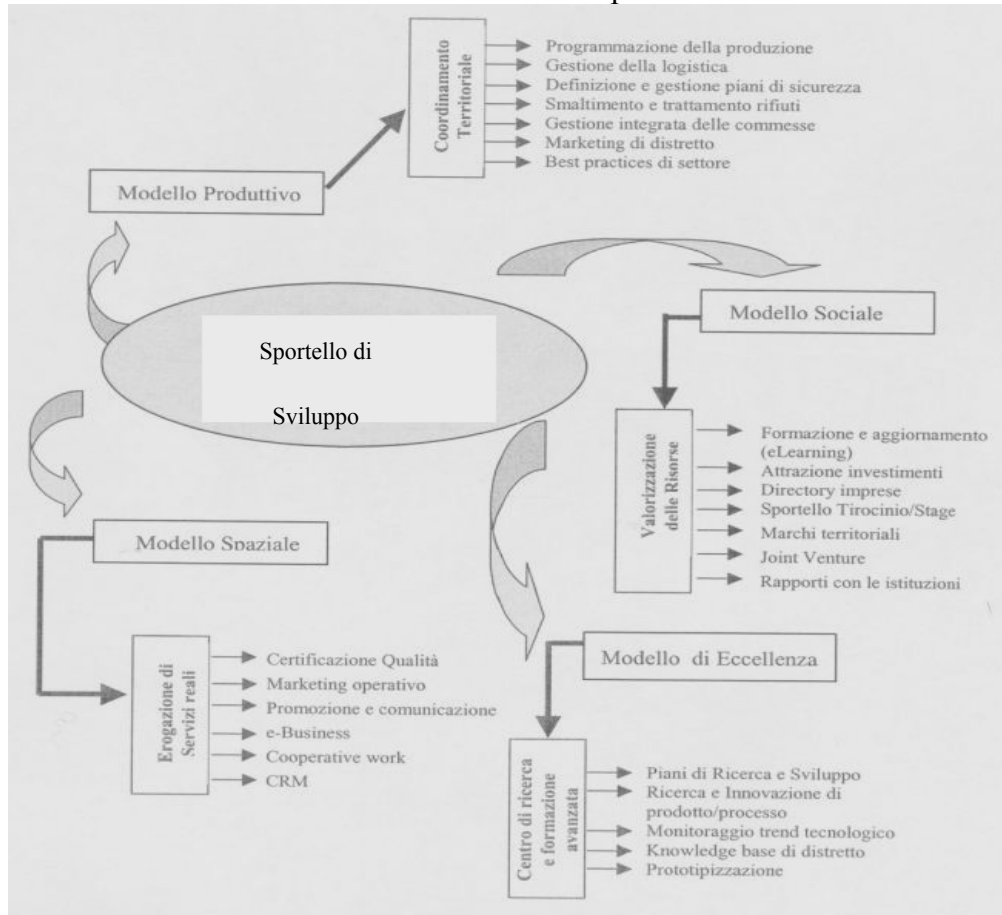 Coordinamento
Territoriale
Programmazione della produzione
Gestione della logistica
Definizione e gestione piani di sicurezza
Smaltimento e trattamento rifiuti
Gestione integrata delle commesse
Marketing di distretto
Best practices di settore
Modello Produttivo
Modello Sociale
Sportello di
Sviluppo
Valorizzazione
delle Risorse
Formazione e aggiornamento
(eLearning)
Attrazione investimenti
Directory imprese
Sportello Tirocinio/Stage
Marchi territoriali
Joint Venture
Rapporti con le istituzioni
Modello Spaziale
Erogazione di
Servizi reali
Certificazione Qualità
Marketing operativo
Promozione e comunicazione
e-Business
Cooperative work
CRM
Modello di Eccellenza
Centro di ricerca
e formazione
avanzata
Piani di Ricerca e Sviluppo
Ricerca e Innovazione di
prodotto/processo
Monitoraggio trend tecnologico
Knowledge base di distretto
Prototipizzazione